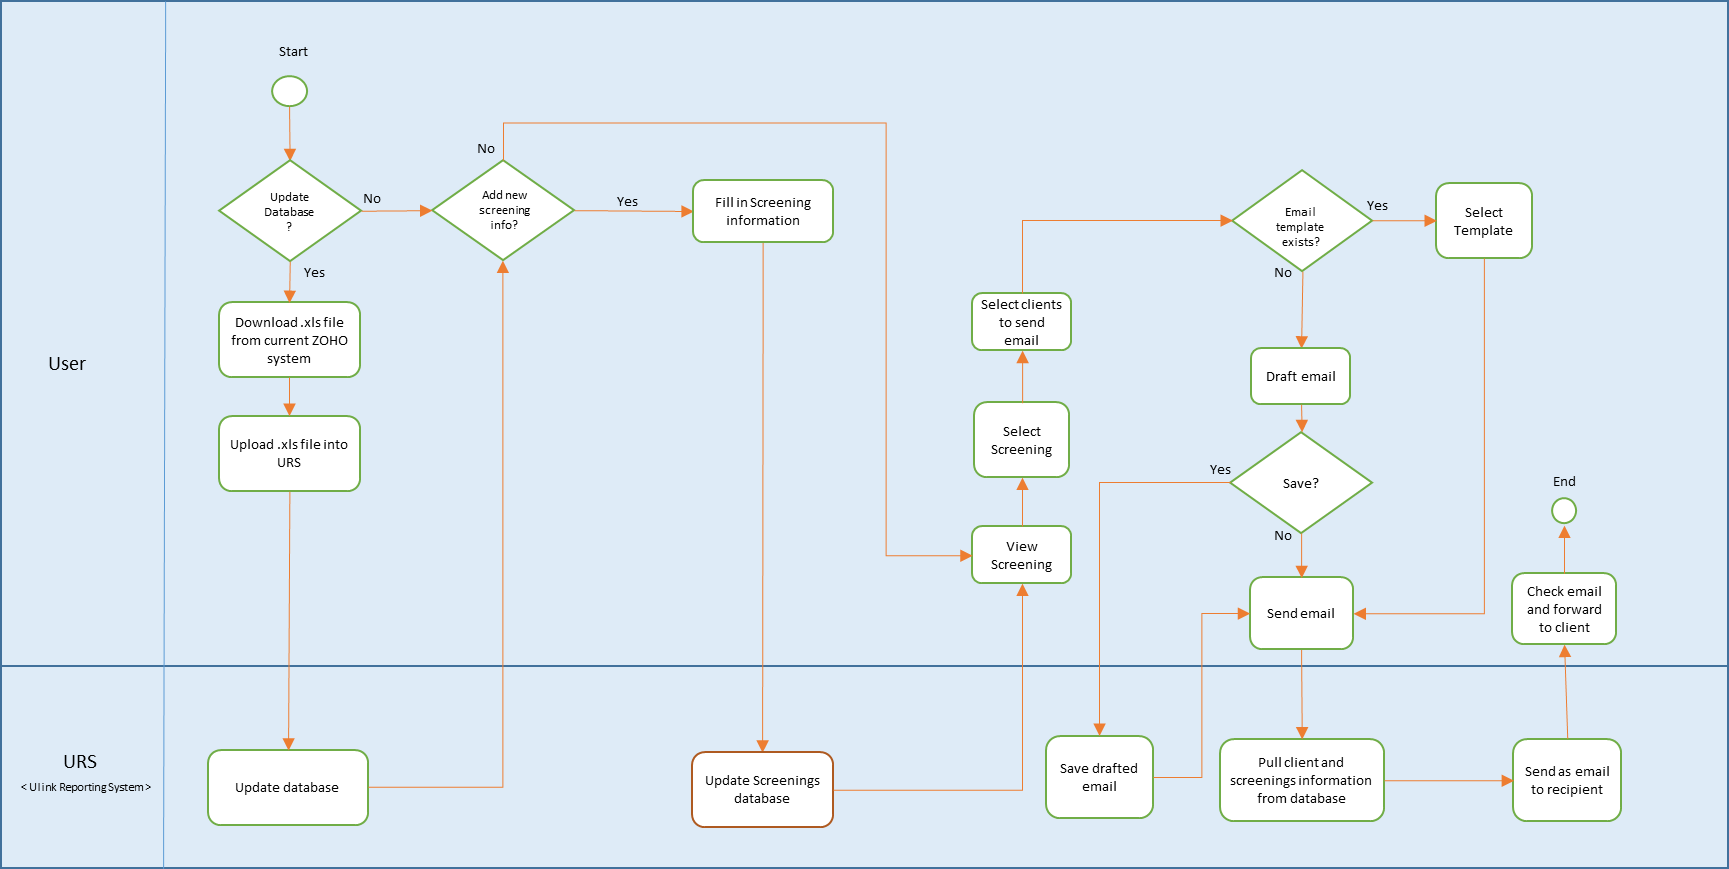 Start
Update
Database
?
No
Yes
Download .xls file
from current ZOHO
system
Upload .xls file into
URS
No
Add new
screening
info?
Yes
Fill in Screening
information
Select clients
to send
email
Select
Screening
View
Screening
Email
template
exists?
Yes
No
Select
Template
Draft email
Save?
Yes
No
Send email
End
Check email
and forward
to client
User
URS
< Ulink Reporting System >
Update database
Update Screenings
database
Save drafted
email
Pull client and
screenings information
from database
Send as email
to recipient